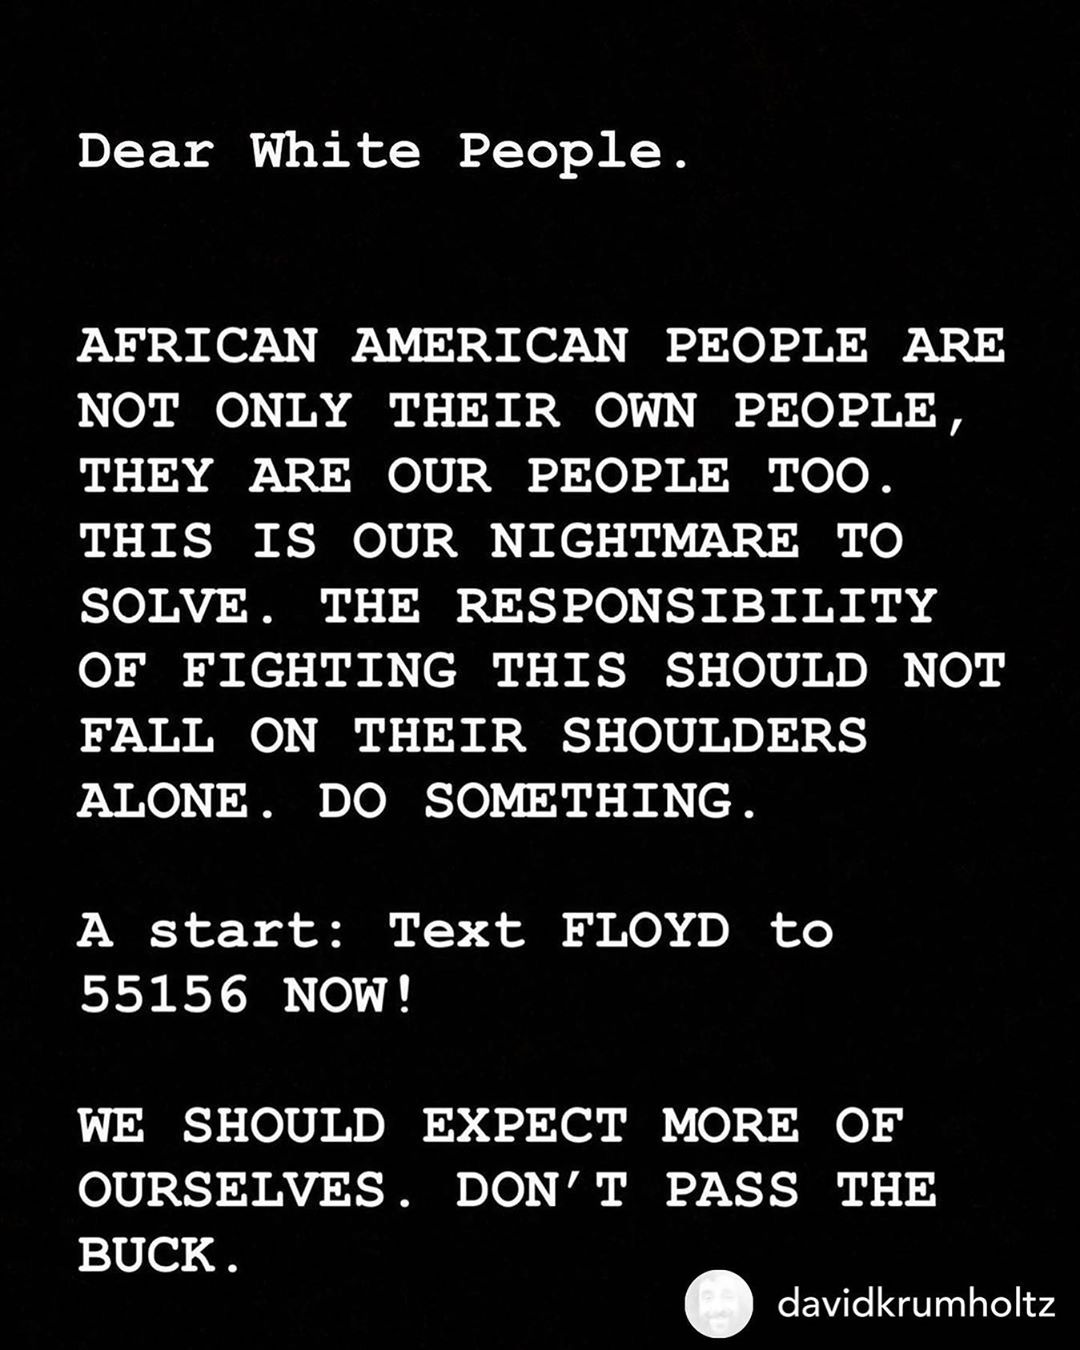 Dear White People.
AFRICAN AMERICAN PEOPLE ARE
NOT ONLY THEIR OWN PEOPLE,
THEY ARE OUR PEOPLE TOO.
THIS IS OUR NIGHTMARE TO
SOLVE. THE RESPONSIBILITY
OF FIGHTING THIS SHOULD NOT
FALL ON THEIR SHOULDERS
ALONE. DO SOMETHING.
A start: Text FLOYD to
55156 NOW!
WE SHOULD EXPECT MORE OF
OURSELVES. DON’T PASS THE
BUCK.
davidkrumholtz